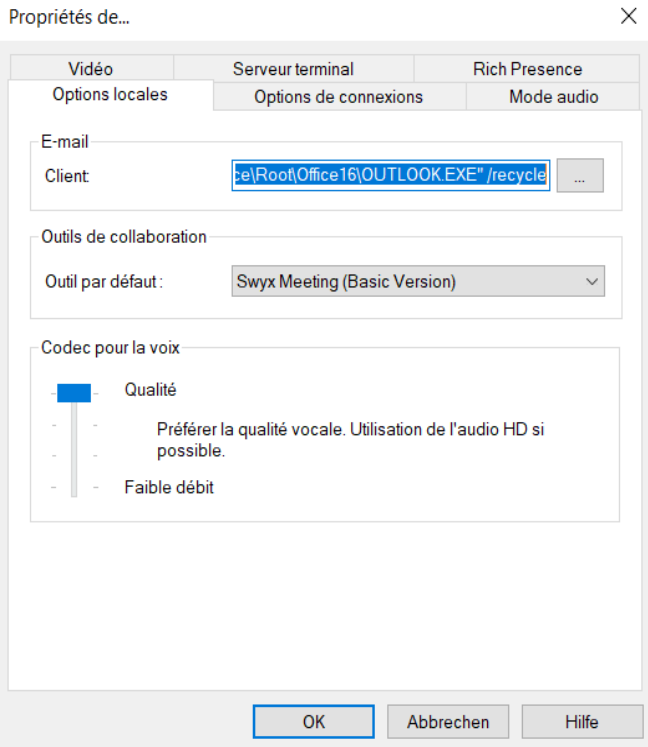 Propriétés de...
Vidéo
Serveur terminal
Rich Presence
Options locales
Options de connexions
Mode audio
E-mail
Client:
ce\Root\Office16\OUTLOOK.EXE" /recycle
...
Outils de collaboration
Outil par défaut :
Swyx Meeting (Basic Version)
Codec pour la voix
Qualité
Préférer la qualité vocale. Utilisation de l'audio HD si
possible.
Faible débit
OK
Abbrechen
Hilfe